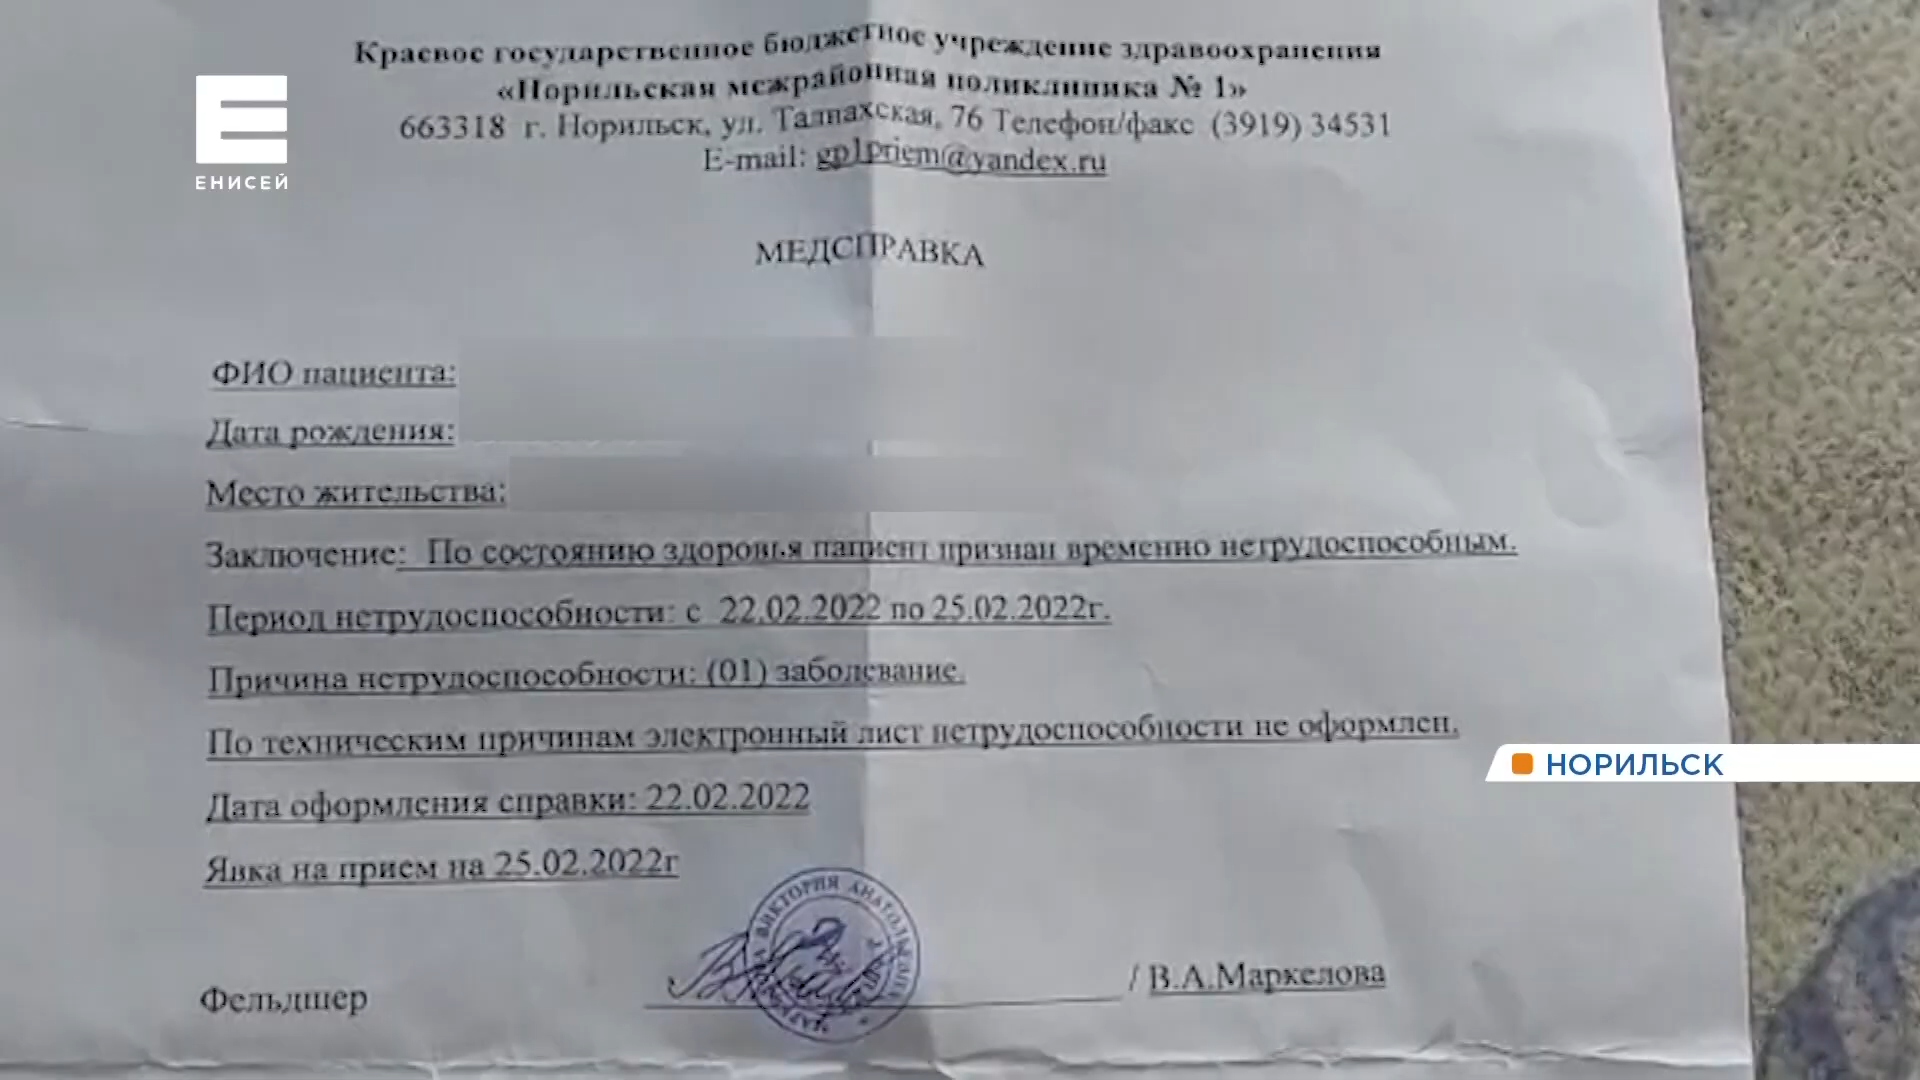 Краевое государственное бюджетное учреждение здравоохранения
«Норильская межрайонная поликлиника № 1»
663318 г. Норильск, ул. Талнахская, 76 Телефон/факс (3919) 34531
E-mail: gp1priem@yandex.ru
ЕНИСЕЙ
МЕДСПРАВКА
ФИО пациента:
Дата рождения:
Место жительства:
Заключение: По состоянию здоровья пациент признан временно нетрудоспособным.
Период нетрудоспособности: с 22.02.2022 по 25.02.2022г.
Причина нетрудоспособности: (01) заболевание.
По техническим причинам электронный лист нетрудоспособности не оформлен.
НОРИЛЬСК
Дата оформления справки: 22.02.2022
Явка на прием на 25.02.2022г
ВИКТОРИЯ АНАТОЛЬЕВНА
Фельдшер / В.А.Маркелова